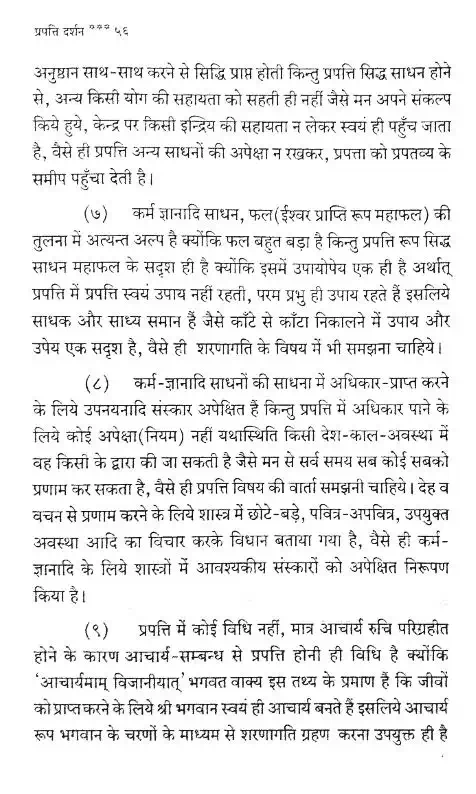 प्रपत्ति दर्शन *** ५६
अनुष्ठान साथ-साथ करने से सिद्धि प्राप्त होती किन्तु प्रपत्ति सिद्ध साधन होने
से, अन्य किसी योग की सहायता को सहती ही नहीं जैसे मन अपने संकल्प
किये हुये, केन्द्र पर किसी इन्द्रिय की सहायता न लेकर स्वयं ही पहुँच जाता
है, वैसे ही प्रपत्ति अन्य साधनों की अपेक्षा न रखकर, प्रपत्ता को प्रपतव्य के
समीप पहुँचा देती है।
(७) कर्म ज्ञानादि साधन, फल(ईश्वर प्राप्ति रूप महाफल) की
तुलना में अत्यन्त अल्प है क्योंकि फल बहुत बड़ा है किन्तु प्रपत्ति रूप सिद्ध
साधन महाफल के सदृश ही है क्योंकि इसमें उपायोपेय एक ही है अर्थात्
प्रपत्ति में प्रपत्ति स्वयं उपाय नहीं रहती, परम प्रभु ही उपाय रहते हैं इसलिये
साधक और साध्य समान हैं जैसे काँटे से काँटा निकालने में उपाय और
उपेय एक सदृश है, वैसे ही शरणागति के विषय में भी समझना चाहिये।
(८) कर्म-ज्ञानादि साधनों की साधना में अधिकार-प्राप्त करने
के लिये उपनयनादि संस्कार अपेक्षित हैं किन्तु प्रपत्ति में अधिकार पाने के
लिये कोई अपेक्षा(नियम) नहीं यथास्थिति किसी देश-काल-अवस्था में
वह किसी के द्वारा की जा सकती है जैसे मन से सर्व समय सब कोई सबको
प्रणाम कर सकता है, वैसे ही प्रपत्ति विषय की वार्ता समझनी चाहिये। देह व
वचन से प्रणाम करने के लिये शास्त्र में छोटे-बड़े, पवित्र-अपवित्र, उपयुक्त
अवस्था आदि का विचार करके विधान बताया गया है, वैसे ही कर्म-
ज्ञानादि के लिये शास्त्रों में आवश्यकीय संस्कारों को अपेक्षित निरूपण
किया है।
(९) प्रपत्ति में कोई विधि नहीं, मात्र आचार्य रुचि परिग्रहीत
होने के कारण आचार्य-सम्बन्ध से प्रपत्ति होनी ही विधि है क्योंकि
'आचार्यमाम् विजानीयात्' भगवत वाक्य इस तथ्य के प्रमाण हैं कि जीवों
को प्राप्त करने के लिये श्री भगवान स्वयं ही आचार्य बनते हैं इसलिये आचार्य
रूप भगवान के चरणों के माध्यम से शरणागति ग्रहण करना उपयुक्त ही है